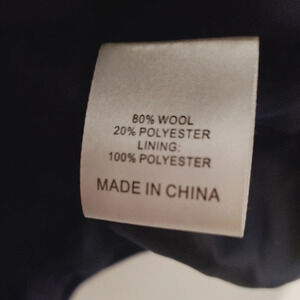 80% WOOL
20% POLYESTER
LINING:
100% POLYESTER
MADE IN CHINA